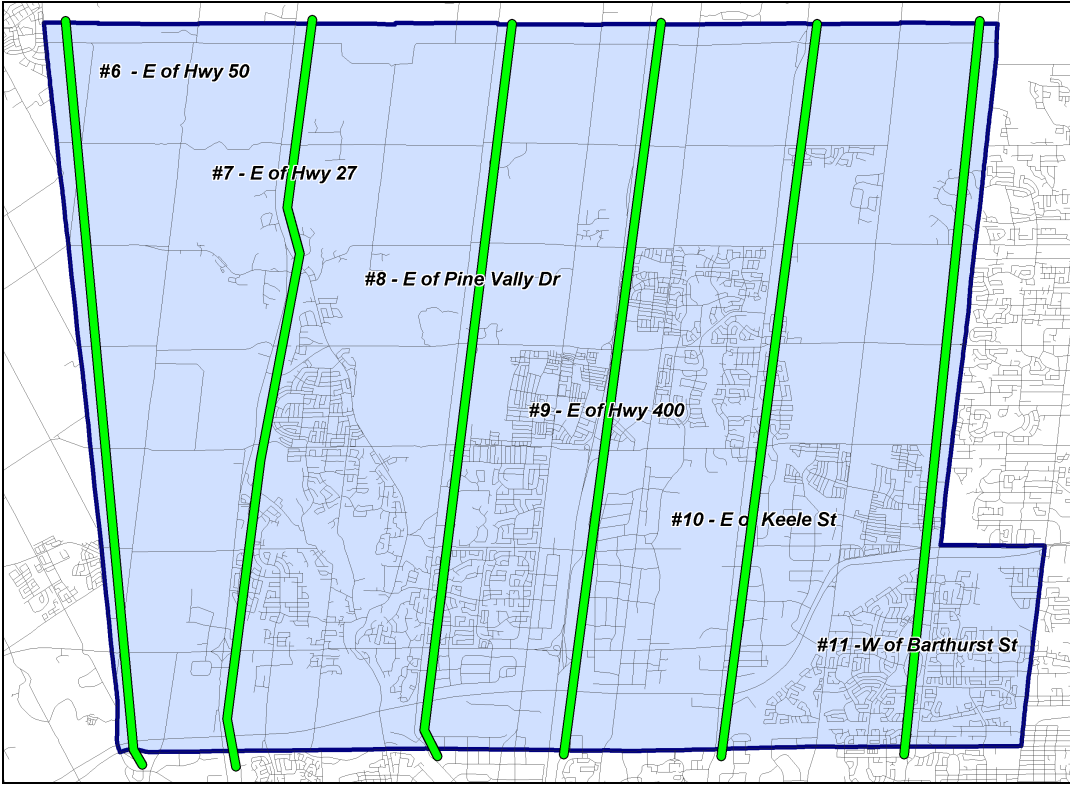 #6 - E of Hwy 50
#7 - E of Hwy 27
#8 - E of Pine Vally Dr
#9 - E of Hwy 400
#10 - E of Keele St
#11 -W of Barthurst St